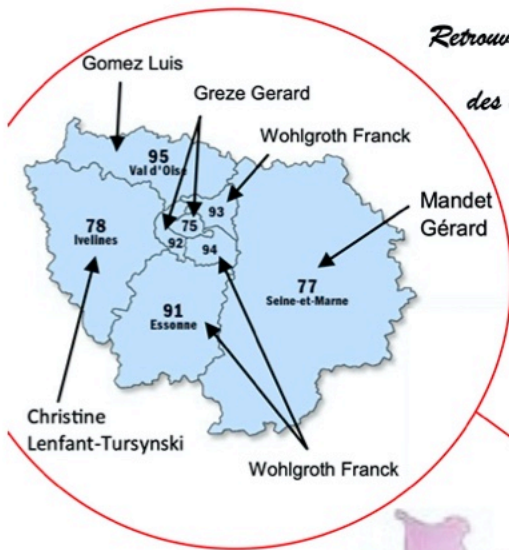 Retrouv
des
Gomez Luis
Greze Gerard
Wohlgroth Franck
95
Val d'Oise
Mandet
Gérard
93
75
78
Ivelines
92
94
77
Seine-et-Marne
91
Essonne
Christine
Lenfant-Tursynski
Wohlgroth Franck